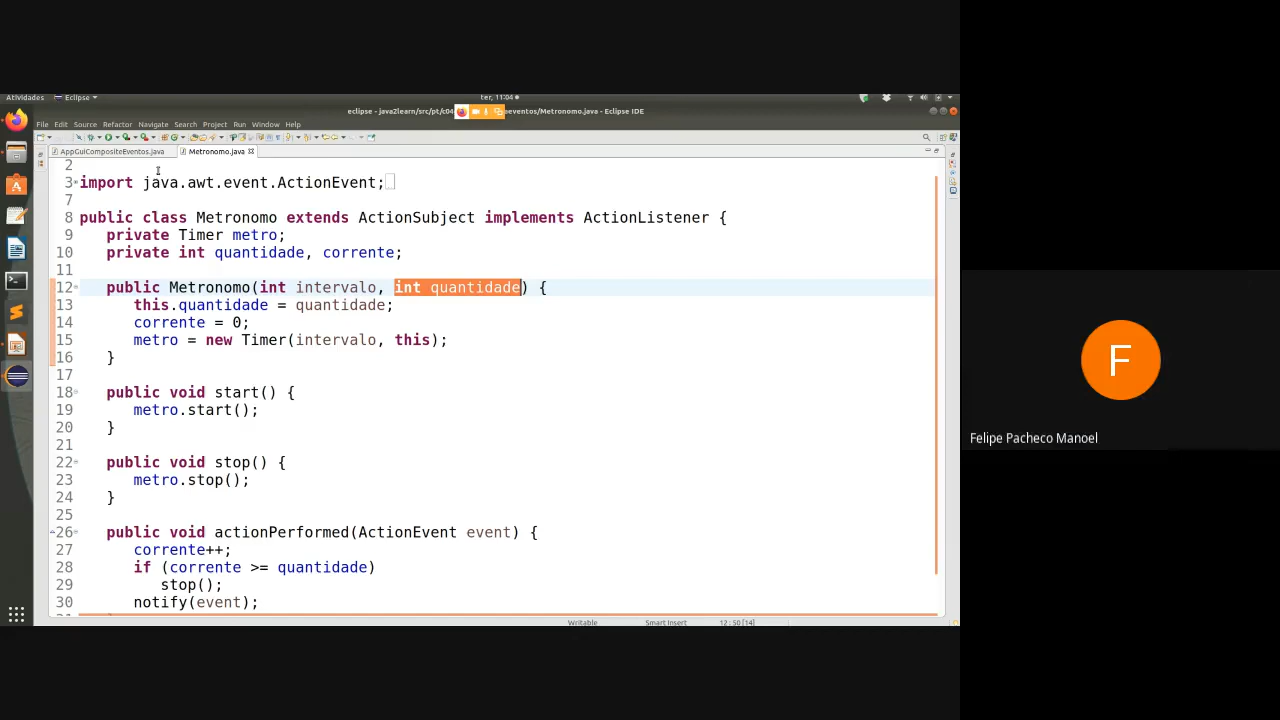 Atividades Eclipse ter, 11:04
eclipse - java2learn/src/pt/c04 aeventos/Metronomo.java - Eclipse IDE
File Edit Source Refactor Navigate Search Project Run Window Help
AppGuiCompositeEventos.java Metronomo.java
2
3 import java.awt.event.ActionEvent;
7
8 public class Metronomo extends ActionSubject implements ActionListener {
9 private Timer metro;
10 private int quantidade, corrente;
11
12 public Metronomo(int intervalo, int quantidade) {
13 this.quantidade = quantidade;
14 corrente = 0;
15 metro = new Timer(intervalo, this);
16 }
17
18 public void start() {
19 metro.start();
20 }
21
22 public void stop() {
23 metro.stop();
24 }
25
26 public void actionPerformed(ActionEvent event) {
27 corrente++;
28 if (corrente >= quantidade)
29 stop();
30 notify(event);
Writable Smart Insert 12 : 50 [14]
F
Felipe Pacheco Manoel